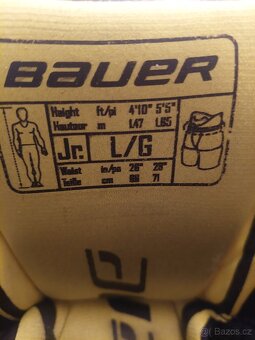 BAUER
Height ft/pi 4'10" 5'5"
Hauteur m 1,47 1,65
Jr. L/G
Waist in/po 26" 28"
Taille cm 66 71
© Sbazar.cz